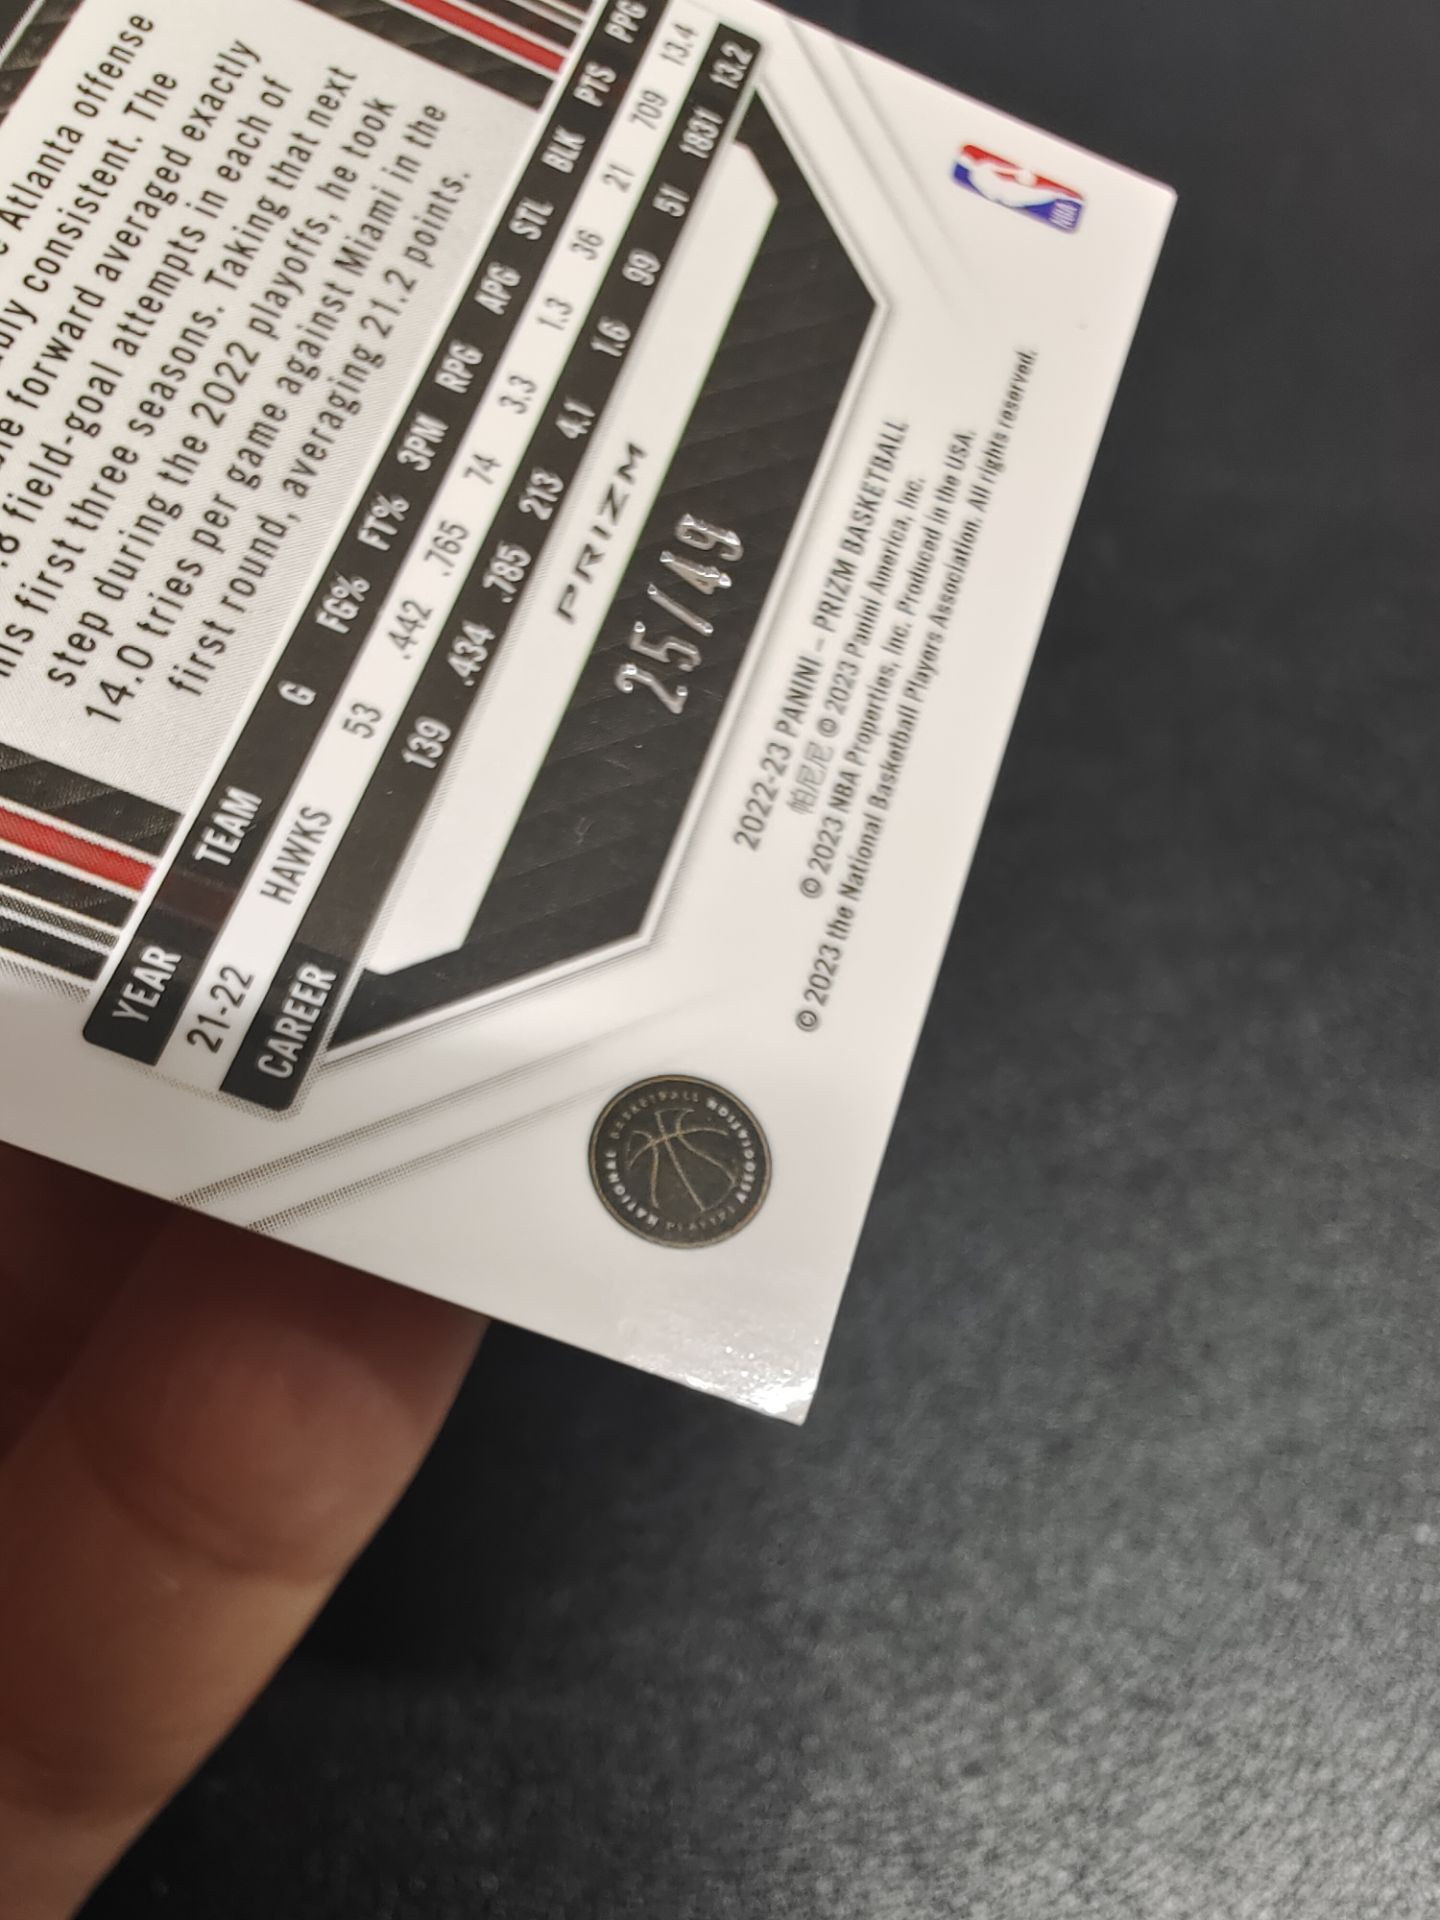 Atlanta offense
consistent. The
forward averaged exactly
.8 field-goal attempts in each of
his first three seasons. Taking that next
step during the 2022 playoffs, he took
14.0 tries per game against Miami in the
first round, averaging 21.2 points.
YEAR TEAM G FG% FT% 3PM RPG APG STL BLK PTS PPG
21-22 HAWKS 53 .442 .765 74 3.3 1.3 36 21 709 13.4
CAREER 139 .434 .785 213 4.1 1.6 99 51 1831 13.2
PRIZM
25/49
2022-23 PANINI – PRIZM BASKETBALL
帕尼尼 © 2023 Panini America, Inc.
© 2023 NBA Properties, Inc. Produced in the USA.
© 2023 the National Basketball Players Association. All rights reserved.
NATIONAL BASKETBALL PLAYERS ASSOCIATION
NBA